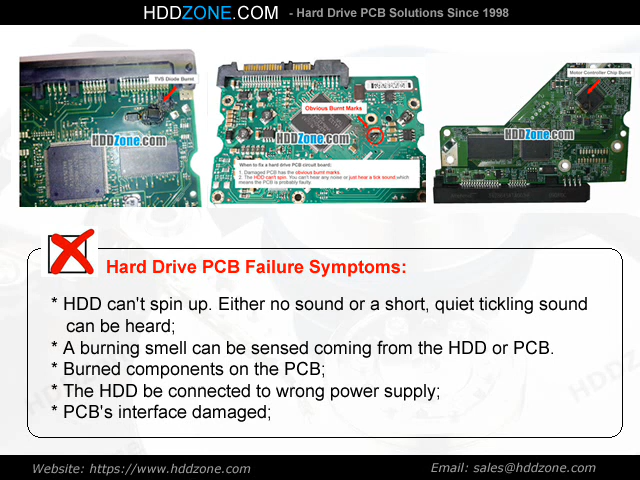 HDDZONE.COM - Hard Drive PCB Solutions Since 1998
TVS Diode Burnt
HDDZone.com
Obvious Burnt Marks
HDDZone.com
When to fix a hard drive PCB circuit board:
1. Damaged PCB has the obvious burnt marks.
2. The HDD can't spin. You can't hear any noise or just hear a tick sound which
means the PCB is probably faulty.
Motor Controller Chip Burnt
HDDZone.com
Hard Drive PCB Failure Symptoms:
* HDD can't spin up. Either no sound or a short, quiet tickling sound
can be heard;
* A burning smell can be sensed coming from the HDD or PCB.
* Burned components on the PCB;
* The HDD be connected to wrong power supply;
* PCB's interface damaged;
Website: https://www.hddzone.com
Email: sales@hddzone.com